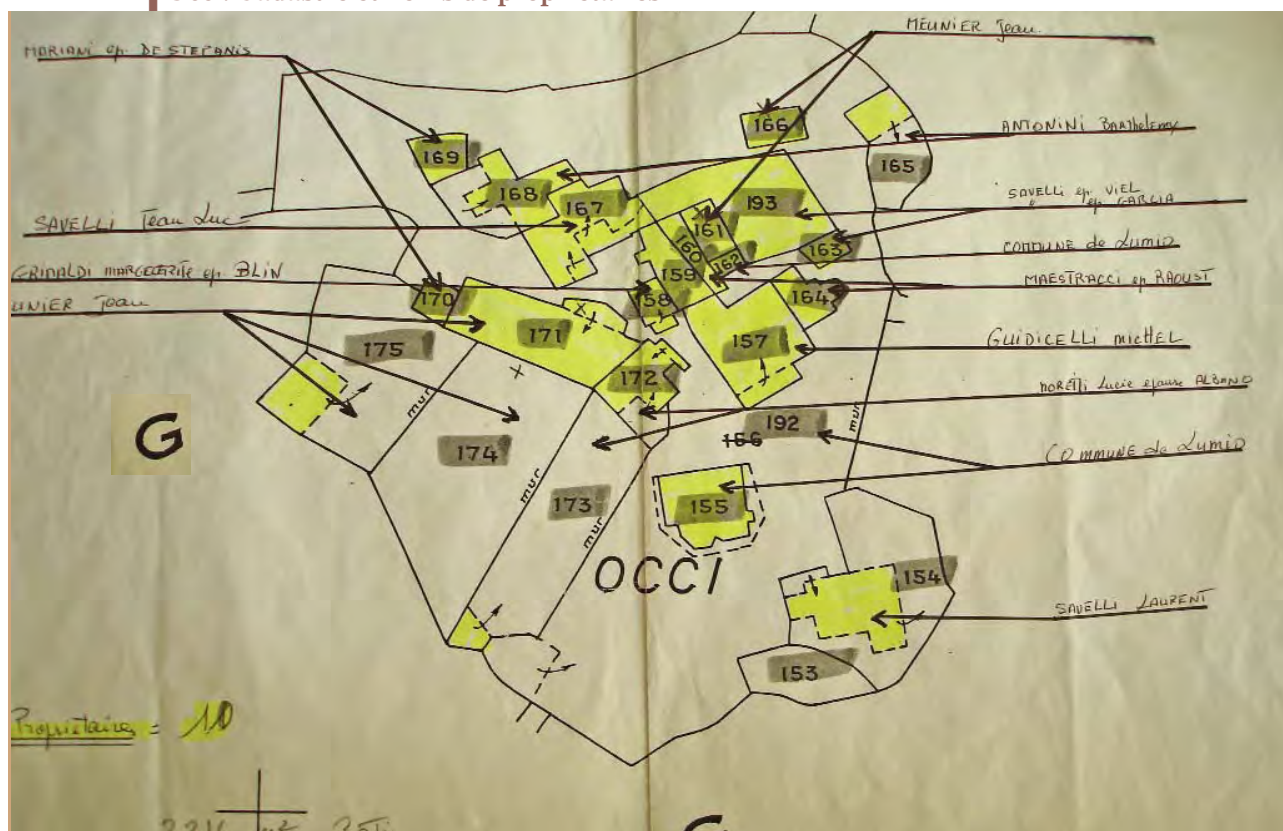 MEUNIER Jean
MARIANI ep. DE STEPANIS
ANTONINI Barthelemy
SAVELLI ep. VIEL
ep. GARCIA
SAVELLI Jean Luc
COMMUNE de Lumio
GRIMALDI MARGUERITE ep. BLIN
MAESTRACCI ep. RAOUST
UNIER Jean
GUIDICELLI MICHEL
MORETTI Lucie epouse ALBANO
COMMUNE de Lumio
SAVELLI LAURENT
166
169
165
168
167
193
161
160
163
162
159
158
170
164
171
157
175
172
mur
192
156
mur
G
174
mur
155
173
mur
OCCI
154
153
Propriétaires = 10